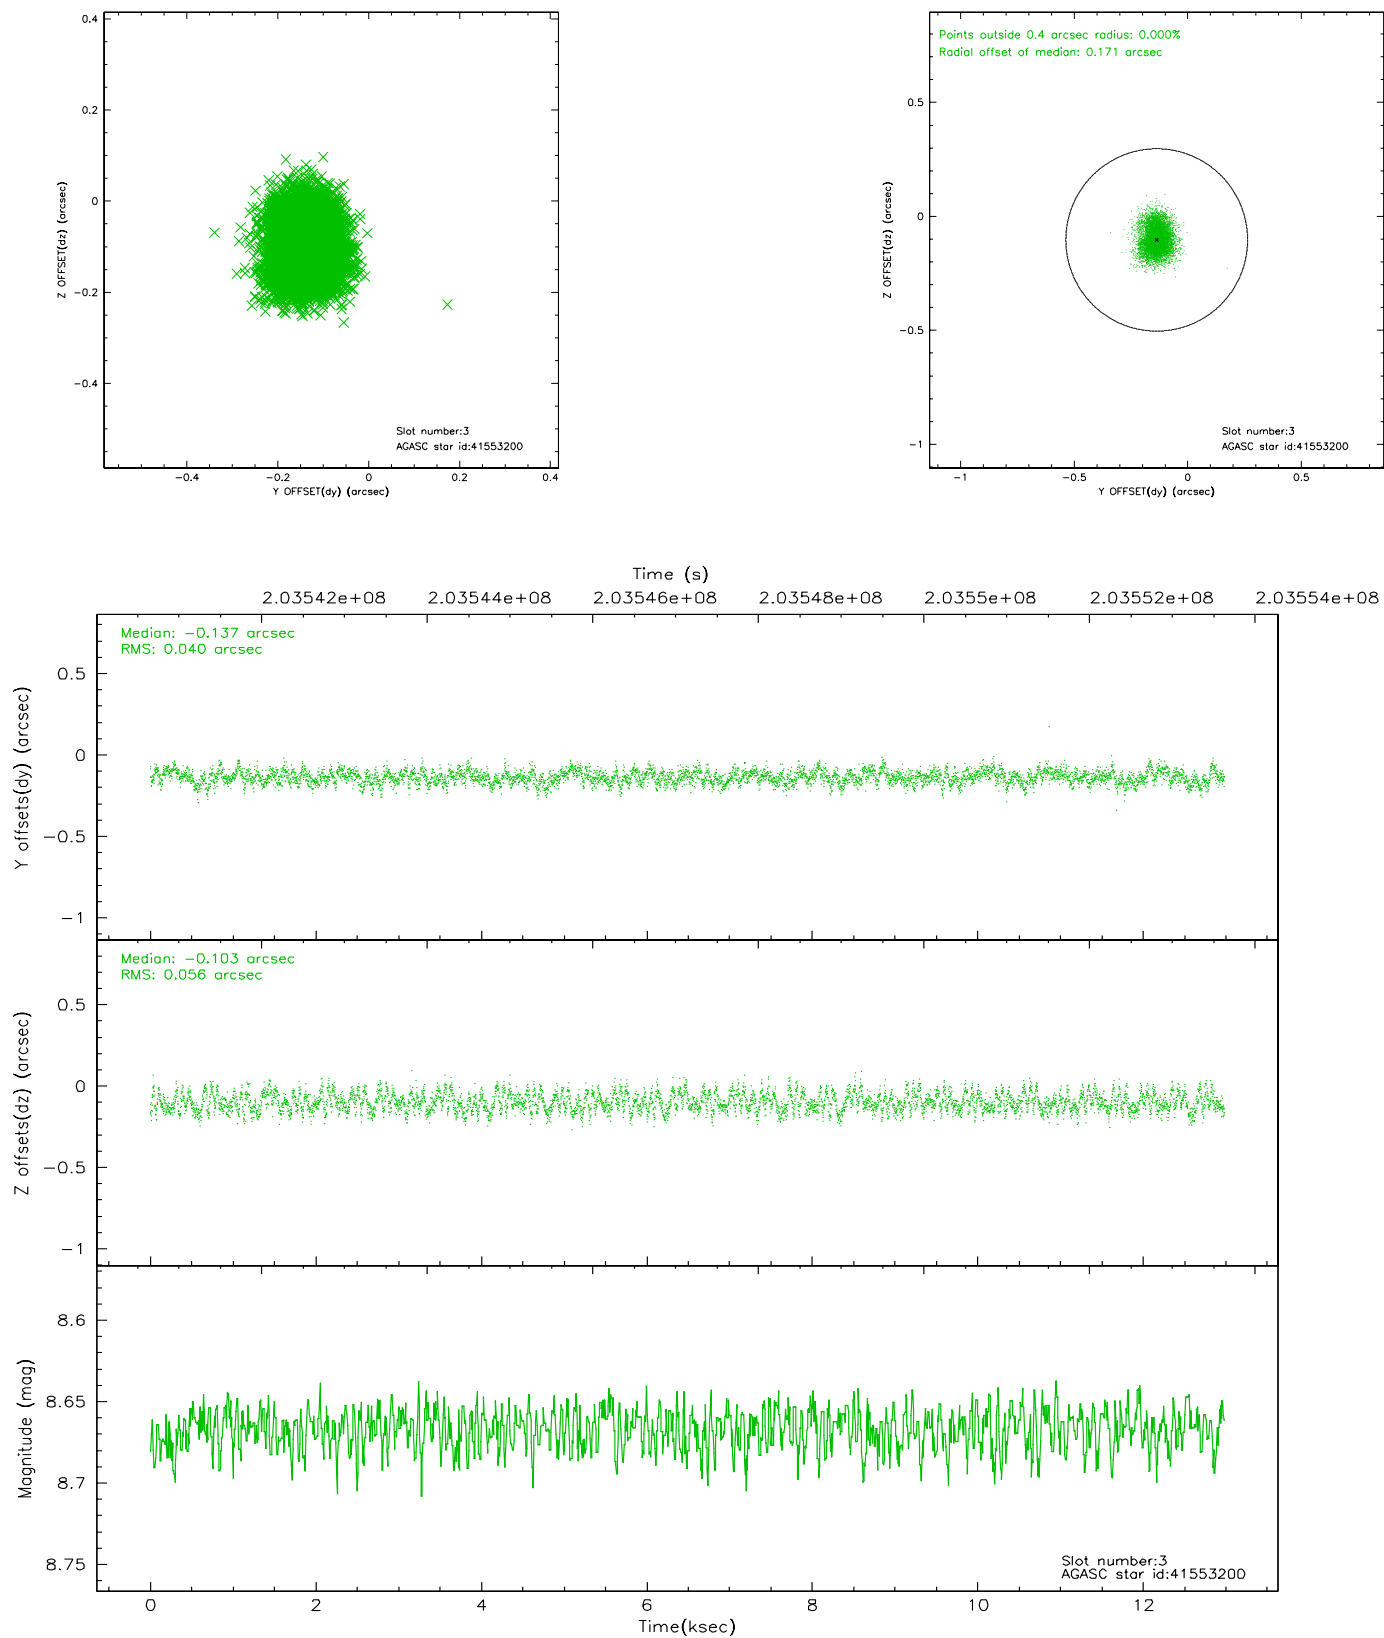 0.4
0.2
0
−0.2
−0.4
Z OFFSET(dz) (arcsec)
Slot number:3
AGASC star id:41553200
−0.4 −0.2 0 0.2 0.4
Y OFFSET(dy) (arcsec)
Points outside 0.4 arcsec radius: 0.000%
Radial offset of median: 0.171 arcsec
0.5
0
−0.5
−1
Z OFFSET(dz) (arcsec)
Slot number:3
AGASC star id:41553200
−1 −0.5 0 0.5
Y OFFSET(dy) (arcsec)
Time (s)
2.03542e+08 2.03544e+08 2.03546e+08 2.03548e+08 2.0355e+08 2.03552e+08 2.03554e+08
Median: −0.137 arcsec
RMS: 0.040 arcsec
0.5
0
−0.5
−1
Y offsets(dy) (arcsec)
Median: −0.103 arcsec
RMS: 0.056 arcsec
0.5
0
−0.5
−1
Z offsets(dz) (arcsec)
8.6
8.65
8.7
8.75
Magnitude (mag)
Slot number:3
AGASC star id:41553200
0 2 4 6 8 10 12
Time(ksec)